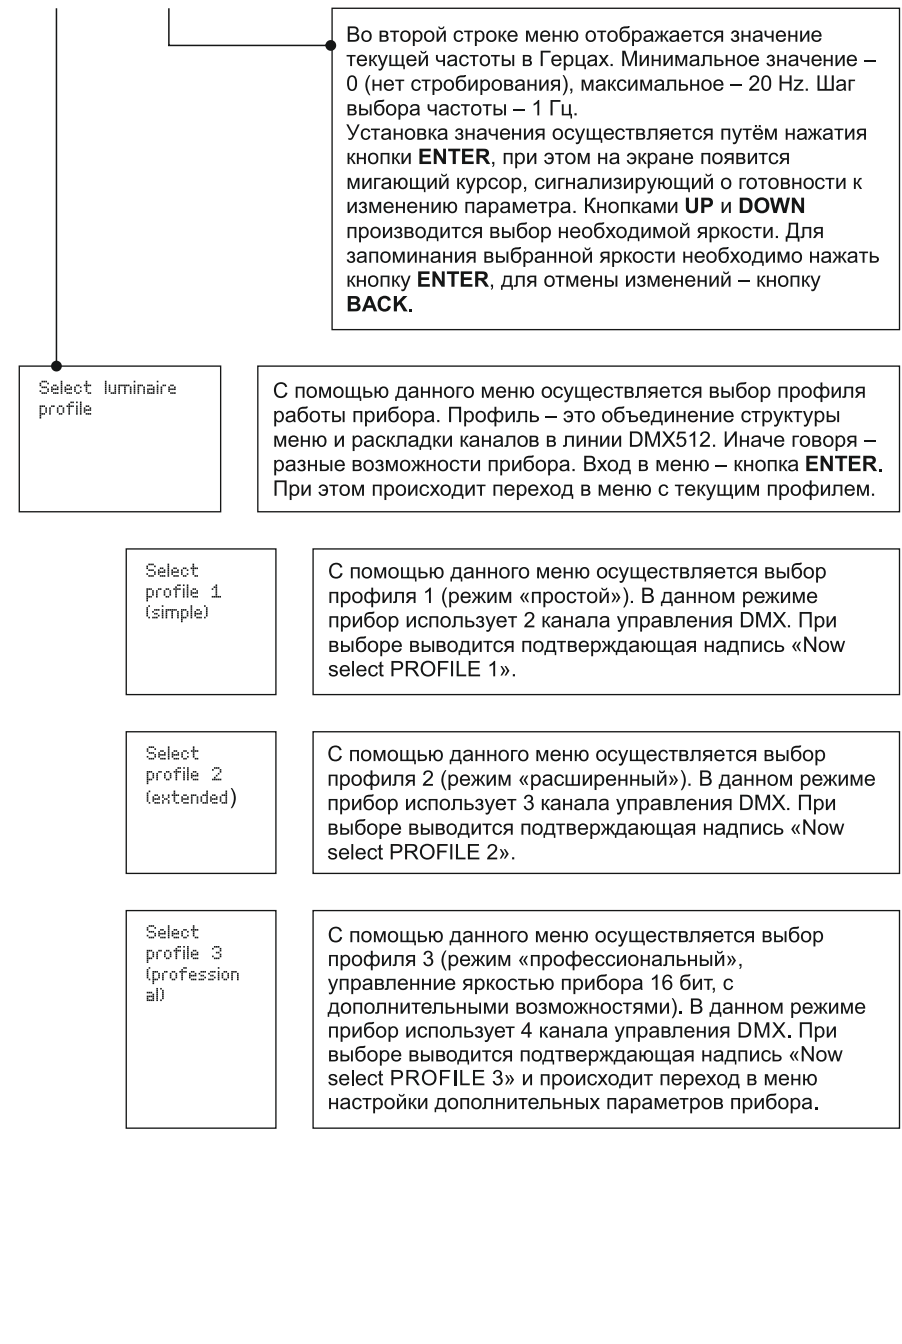 Во второй строке меню отображается значение
текущей частоты в Герцах. Минимальное значение –
0 (нет стробирования), максимальное – 20 Hz. Шаг
выбора частоты – 1 Гц.
Установка значения осуществляется путём нажатия
кнопки ENTER, при этом на экране появится
мигающий курсор, сигнализирующий о готовности к
изменению параметра. Кнопками UP и DOWN
производится выбор необходимой яркости. Для
запоминания выбранной яркости необходимо нажать
кнопку ENTER, для отмены изменений – кнопку
BACK.
Select luminaire
profile
С помощью данного меню осуществляется выбор профиля
работы прибора. Профиль – это объединение структуры
меню и раскладки каналов в линии DMX512. Иначе говоря –
разные возможности прибора. Вход в меню – кнопка ENTER.
При этом происходит переход в меню с текущим профилем.
Select
profile 1
(simple)
С помощью данного меню осуществляется выбор
профиля 1 (режим «простой»). В данном режиме
прибор использует 2 канала управления DMX. При
выборе выводится подтверждающая надпись «Now
select PROFILE 1».
Select
profile 2
(extended)
С помощью данного меню осуществляется выбор
профиля 2 (режим «расширенный»). В данном режиме
прибор использует 3 канала управления DMX. При
выборе выводится подтверждающая надпись «Now
select PROFILE 2».
Select
profile 3
(profession
al)
С помощью данного меню осуществляется выбор
профиля 3 (режим «профессиональный»,
управленние яркостью прибора 16 бит, с
дополнительными возможностями). В данном режиме
прибор использует 4 канала управления DMX. При
выборе выводится подтверждающая надпись «Now
select PROFILE 3» и происходит переход в меню
настройки дополнительных параметров прибора.